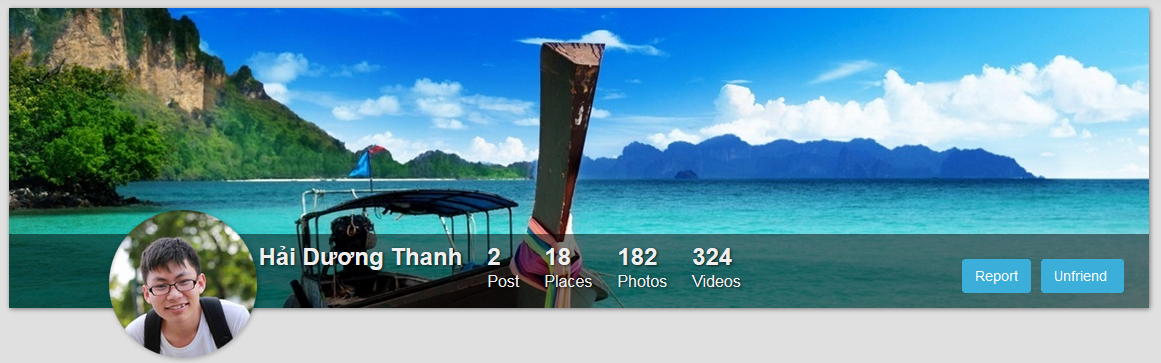 Hải Dương Thanh
2 18 182 324
Post Places Photos Videos
Report Unfriend